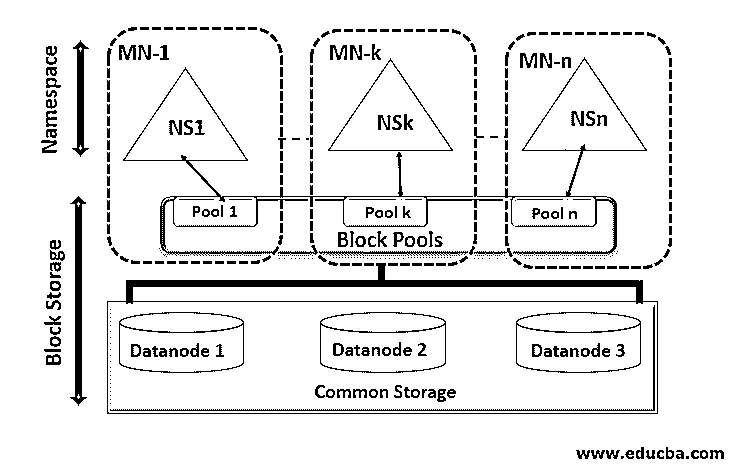 MN-1
MN-k
MN-n
Namespace
NS1
NSk
NSn
Pool 1
Pool k
Pool n
Block Pools
Block Storage
Datanode 1
Datanode 2
Datanode 3
Common Storage
www.educba.com